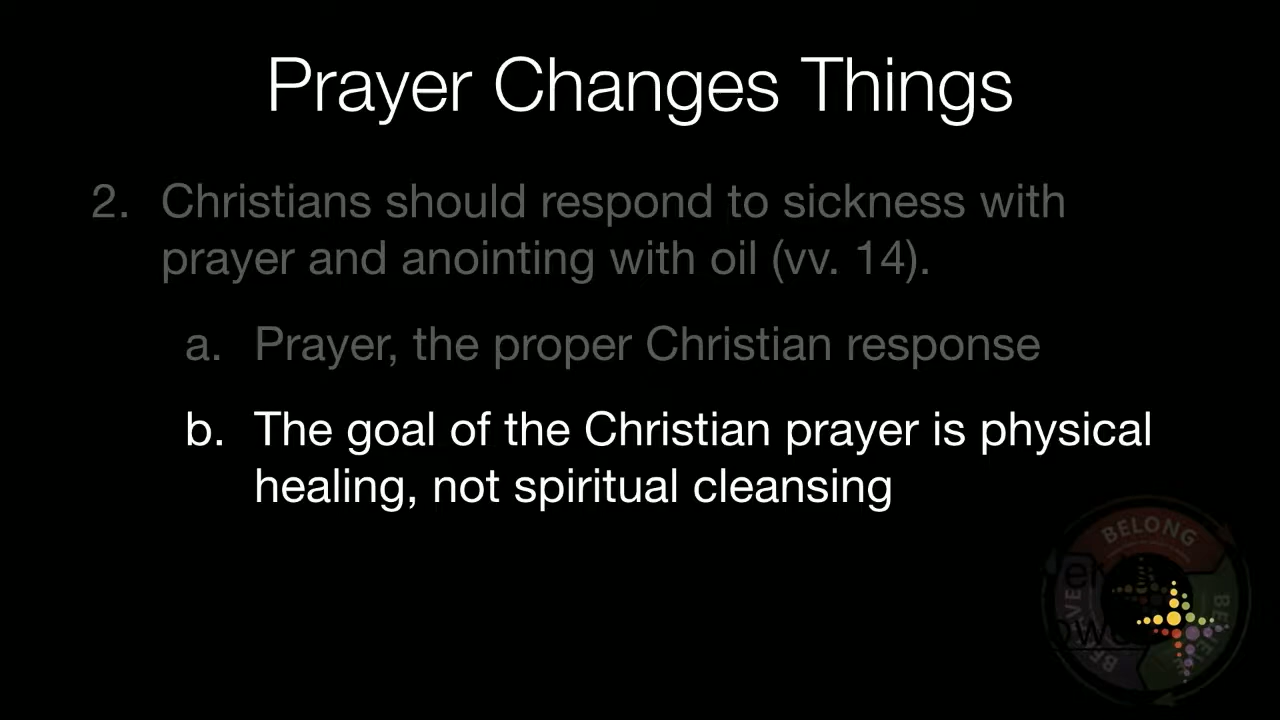 Prayer Changes Things
2. Christians should respond to sickness with
prayer and anointing with oil (vv. 14).
a. Prayer, the proper Christian response
b. The goal of the Christian prayer is physical
healing, not spiritual cleansing
BELONG